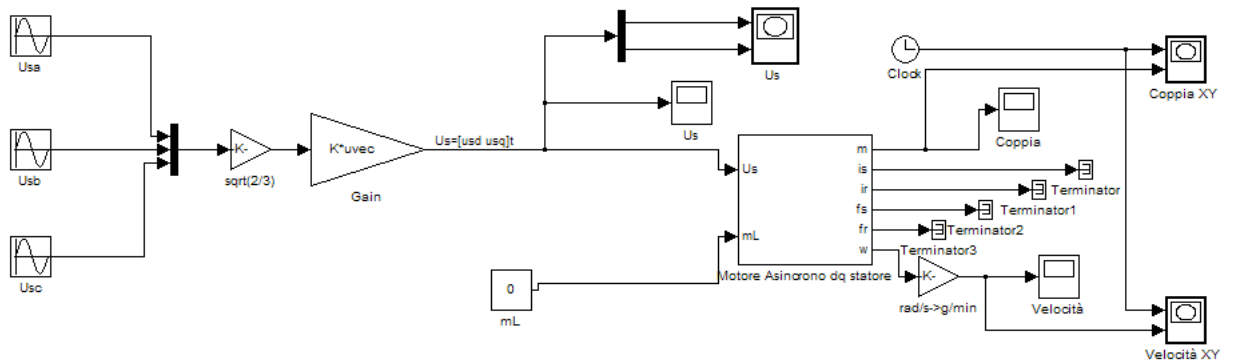 Usa
Usb
Usc
K-
sqrt(2/3)
K*uvec
Gain
Us=[usd usq]t
Us
Us
Clock
Coppia XY
Coppia
Us
mL
m
is
ir
fs
fr
w
Motore Asincrono dq statore
Terminator
Terminator1
Terminator2
Terminator3
0
mL
K-
rad/s->g/min
Velocità
Velocità XY